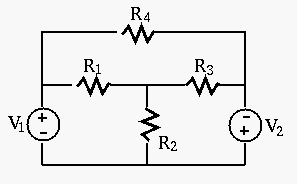 R4
R1
R3
V1
+
-
R2
-
+
V2